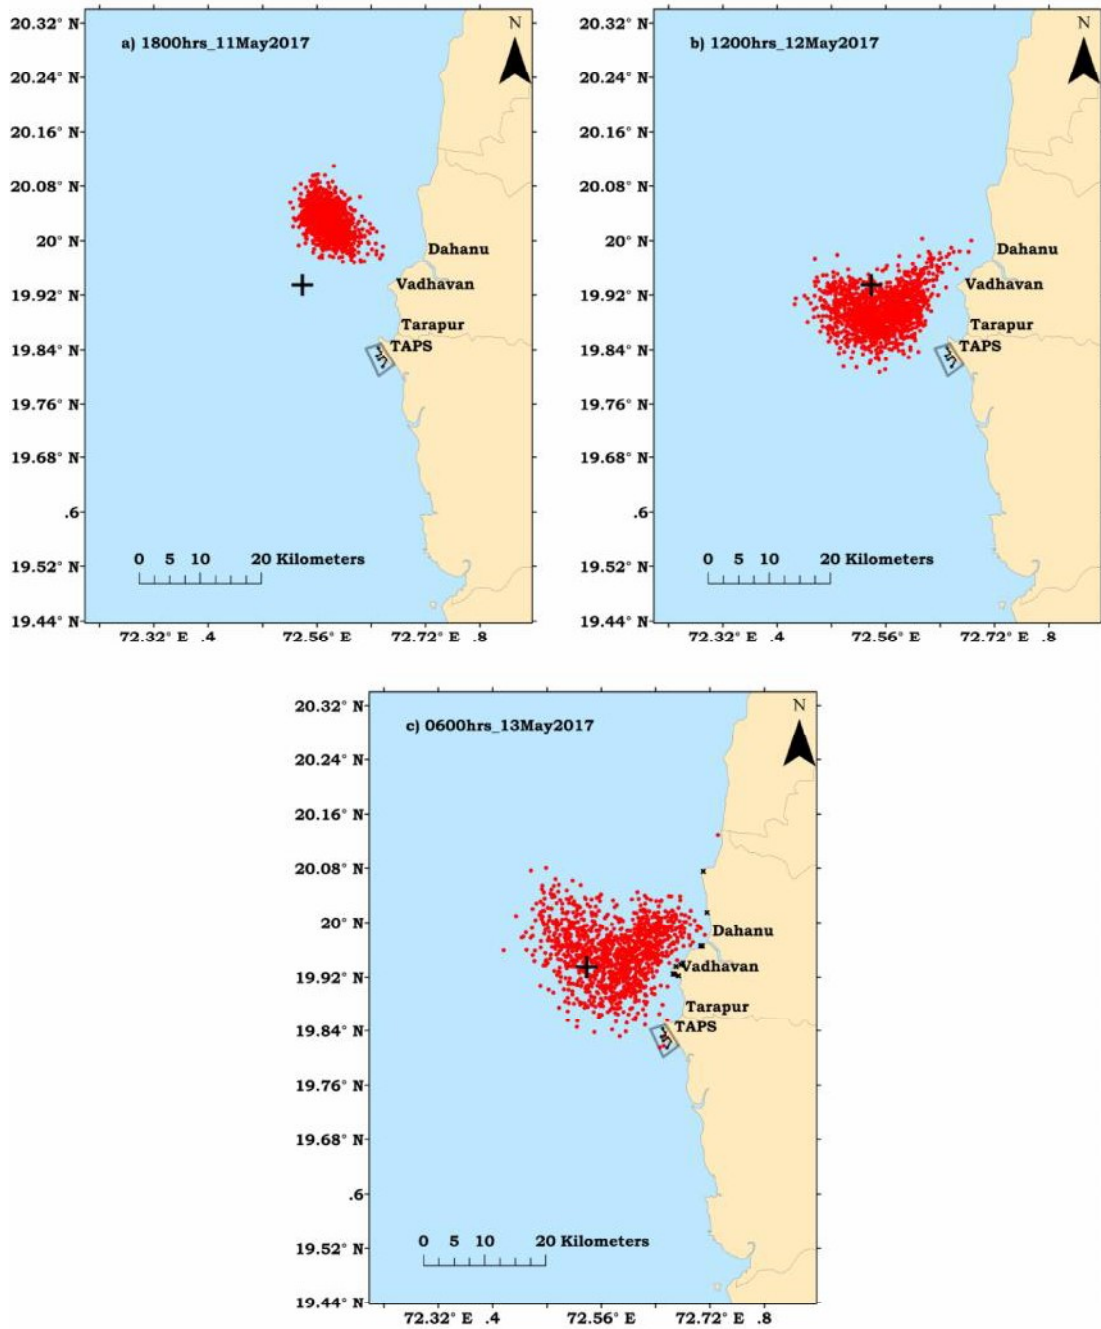 20.32° N
a) 1800hrs_11May2017
N
20.24° N
20.16° N
20.08° N
20° N
Dahanu
19.92° N
Vadhavan
Tarapur
19.84° N
TAPS
19.76° N
19.68° N
.6
0 5 10 20 Kilometers
19.52° N
19.44° N
72.32° E .4 72.56° E 72.72° E .8
20.32° N
b) 1200hrs_12May2017
N
20.24° N
20.16° N
20.08° N
20° N
Dahanu
19.92° N
Vadhavan
Tarapur
19.84° N
TAPS
19.76° N
19.68° N
.6
0 5 10 20 Kilometers
19.52° N
19.44° N
72.32° E .4 72.56° E 72.72° E .8
20.32° N
c) 0600hrs_13May2017
N
20.24° N
20.16° N
20.08° N
20° N
Dahanu
19.92° N
Vadhavan
Tarapur
19.84° N
TAPS
19.76° N
19.68° N
.6
0 5 10 20 Kilometers
19.52° N
19.44° N
72.32° E .4 72.56° E 72.72° E .8